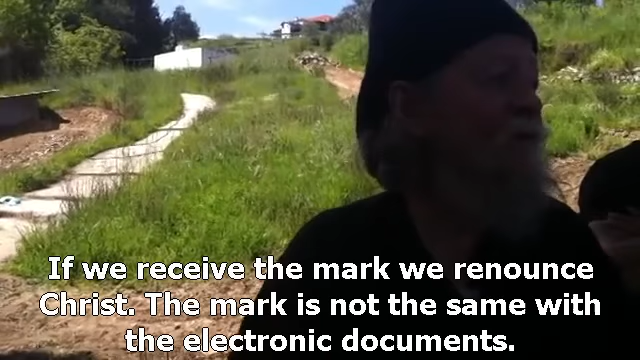 If we receive the mark we renounce
Christ. The mark is not the same with
the electronic documents.